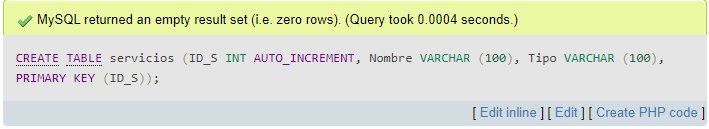 MySQL returned an empty result set (i.e. zero rows). (Query took 0.0004 seconds.)
CREATE TABLE servicios (ID_S INT AUTO_INCREMENT, Nombre VARCHAR (100), Tipo VARCHAR (100),
PRIMARY KEY (ID_S));
[ Edit inline ] [ Edit ] [ Create PHP code ]